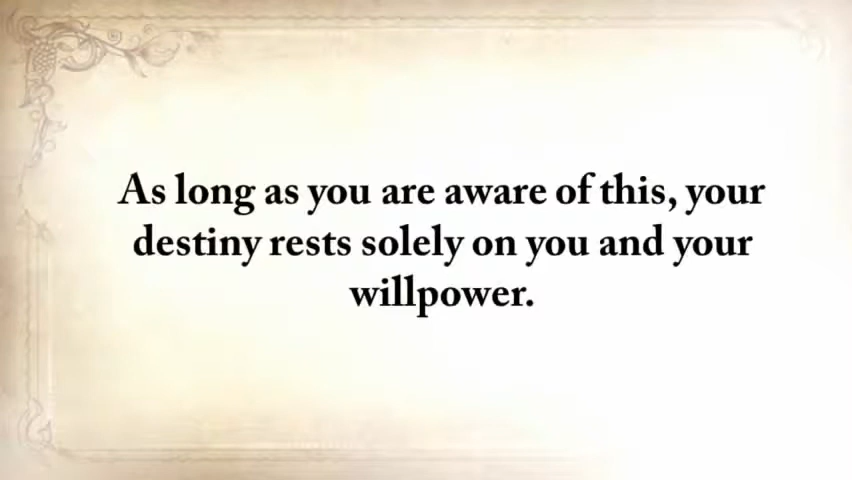 As long as you are aware of this, your
destiny rests solely on you and your
willpower.